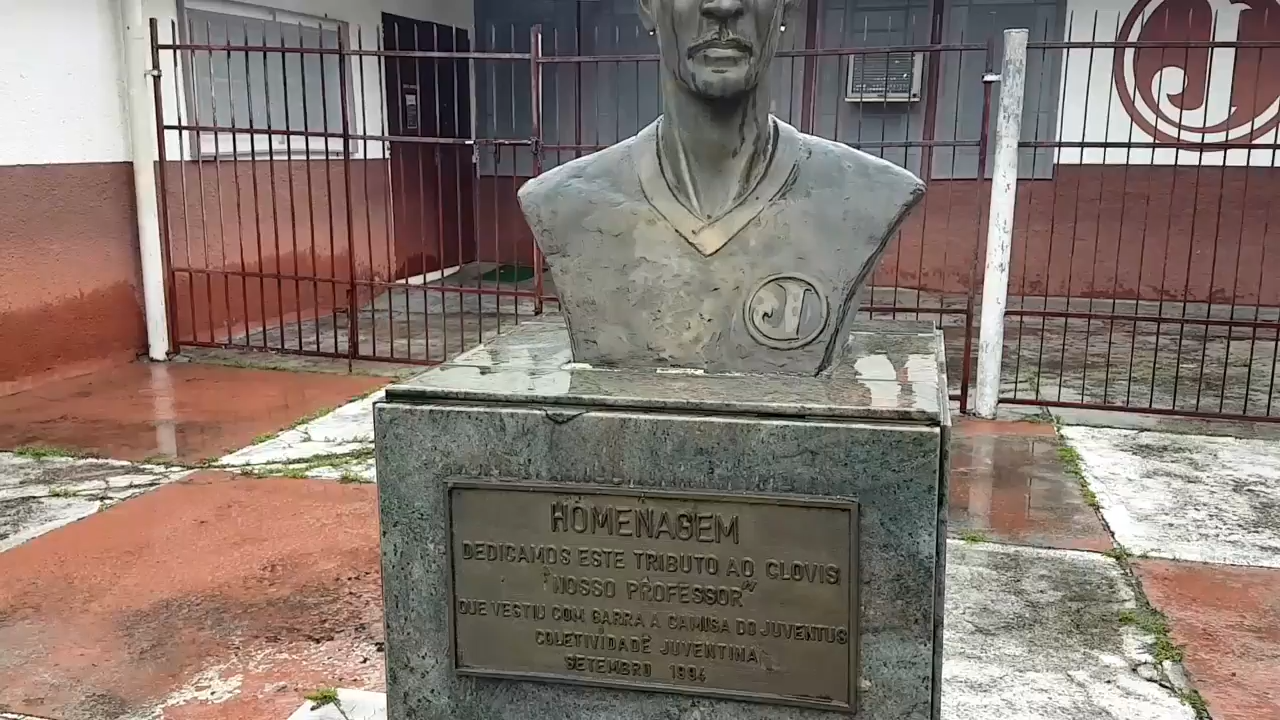 J
J
HOMENAGEM
DEDICAMOS ESTE TRIBUTO AO CLOVIS
"NOSSO PROFESSOR"
QUE VESTIU COM GARRA A CAMISA DO JUVENTUS
COLETIVIDADE JUVENTINA
SETEMBRO 1994